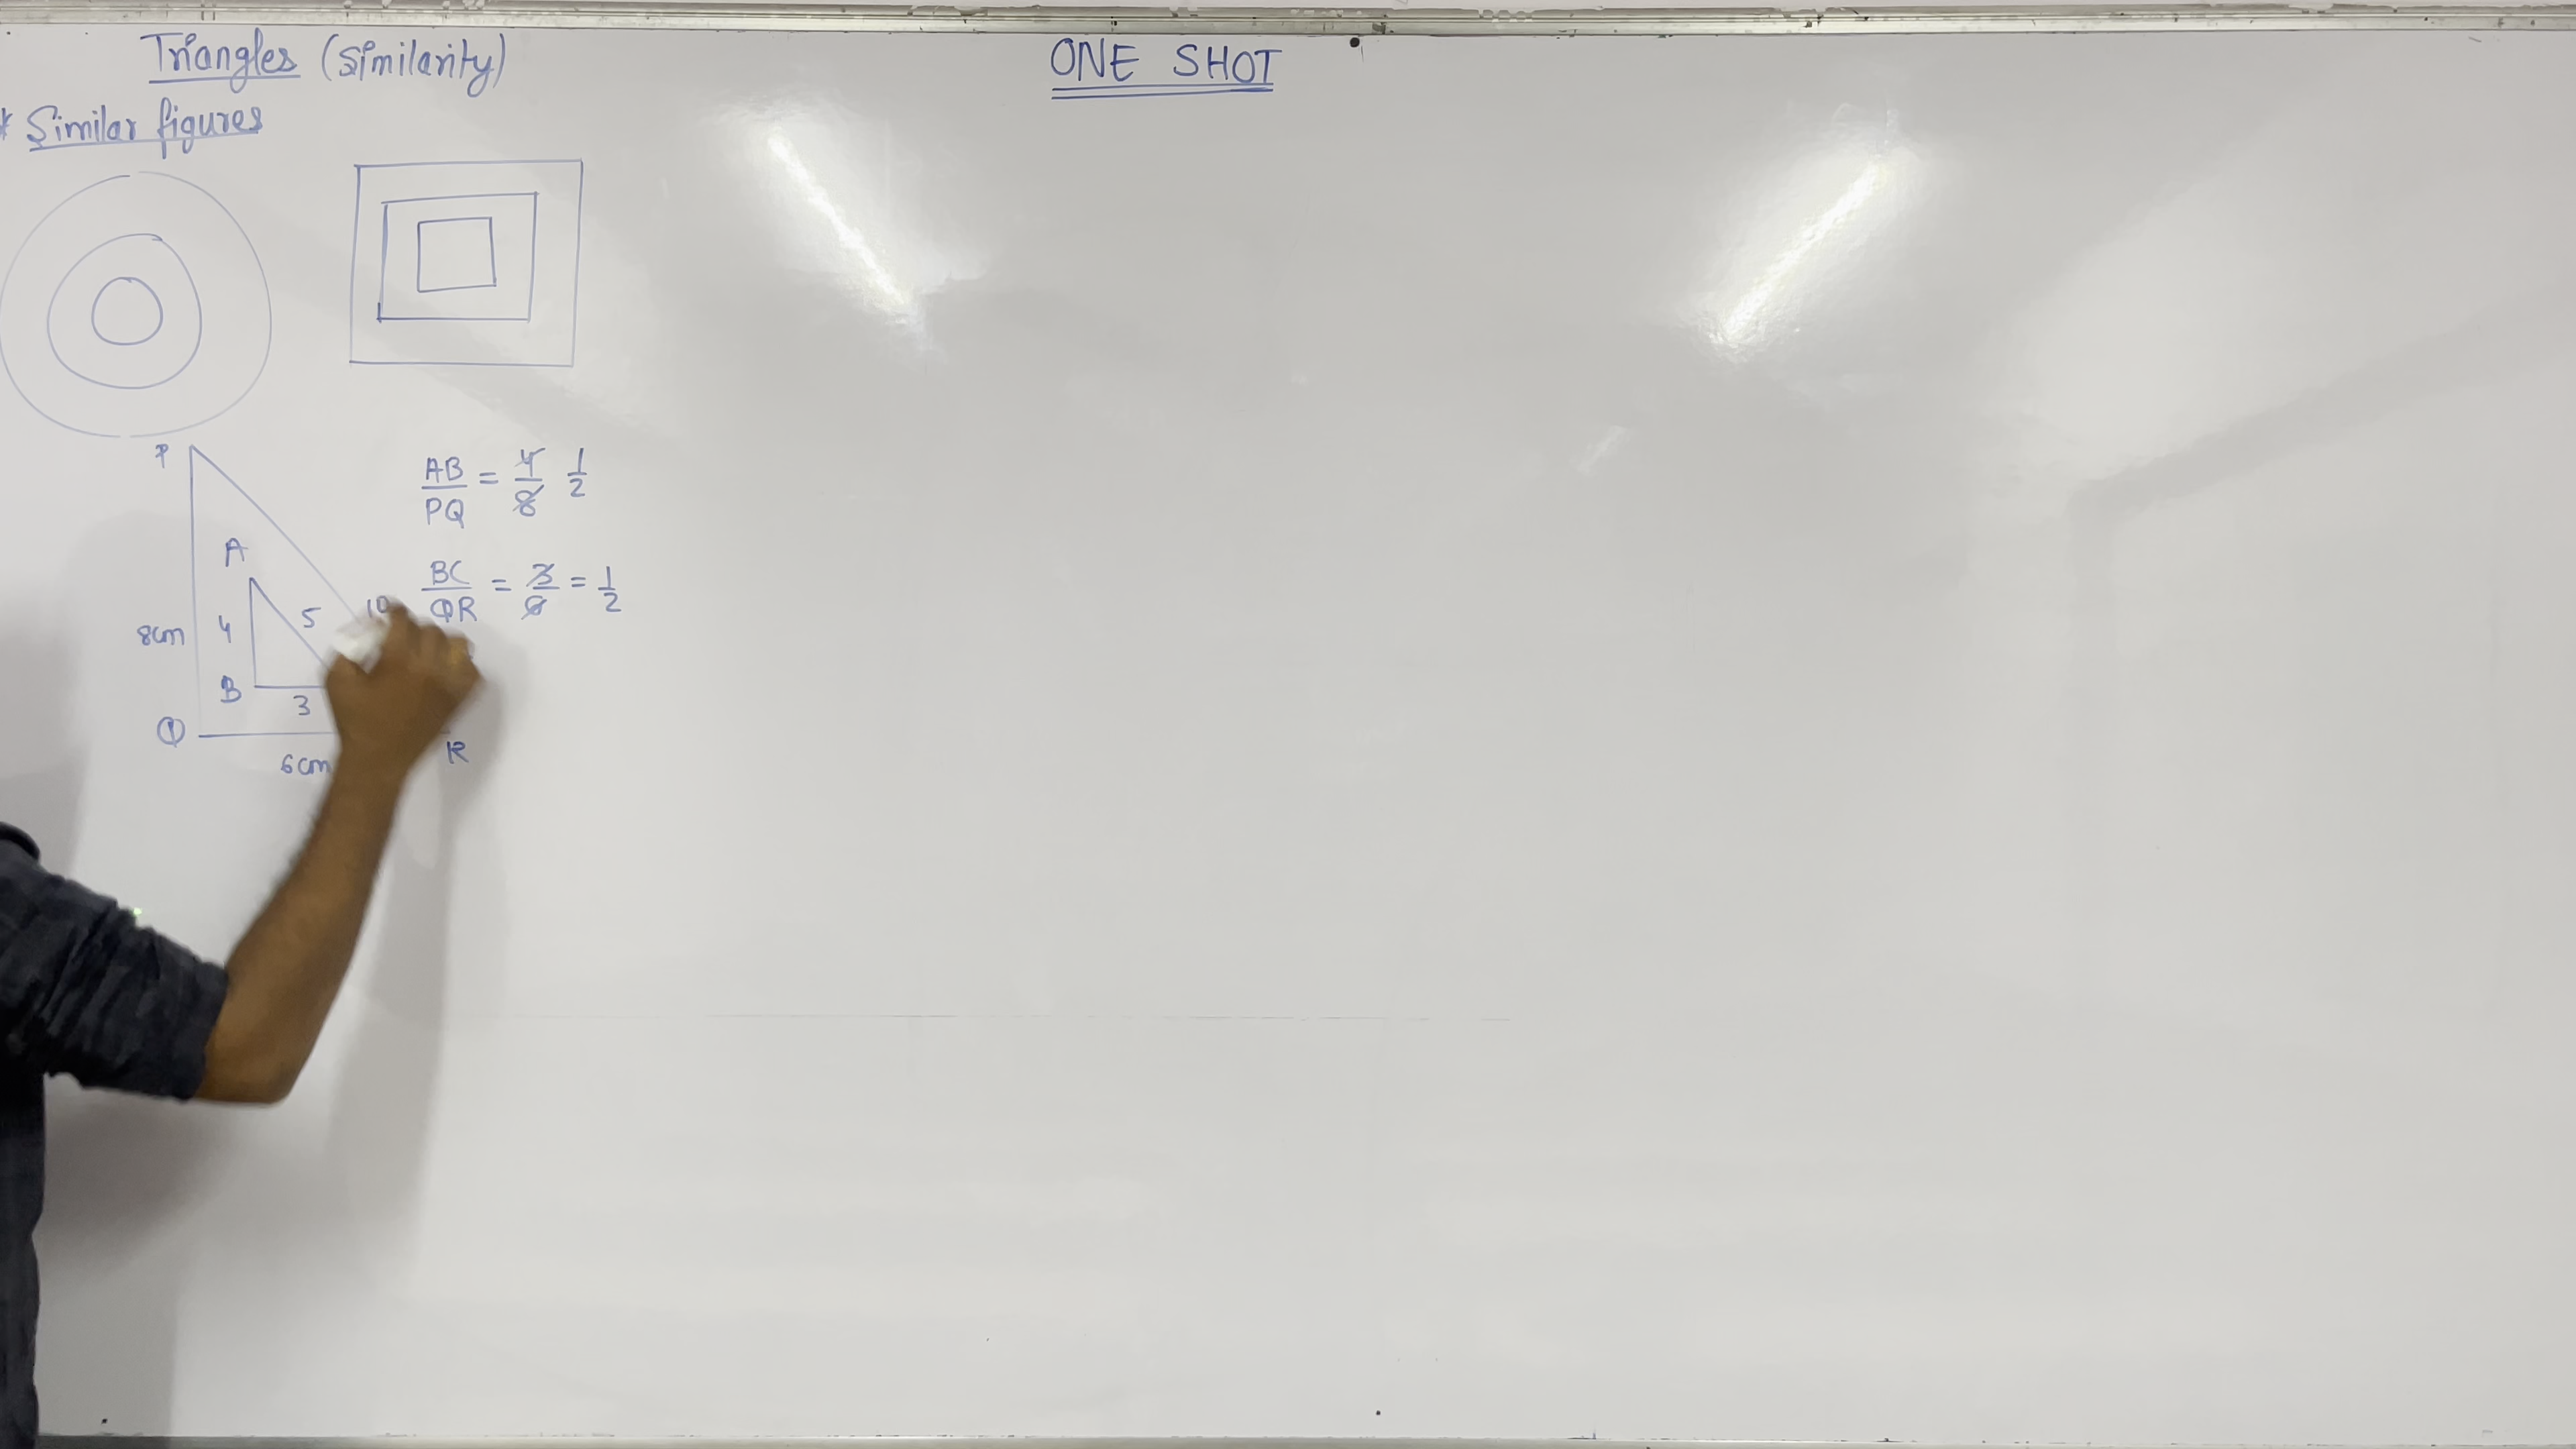 Triangles (Similarity)
ONE SHOT
* Similar figures
P
A
8cm
4
5
10
B
3
Q
6cm
R
AB/PQ = 4/8 1/2
BC/QR = 3/6 = 1/2